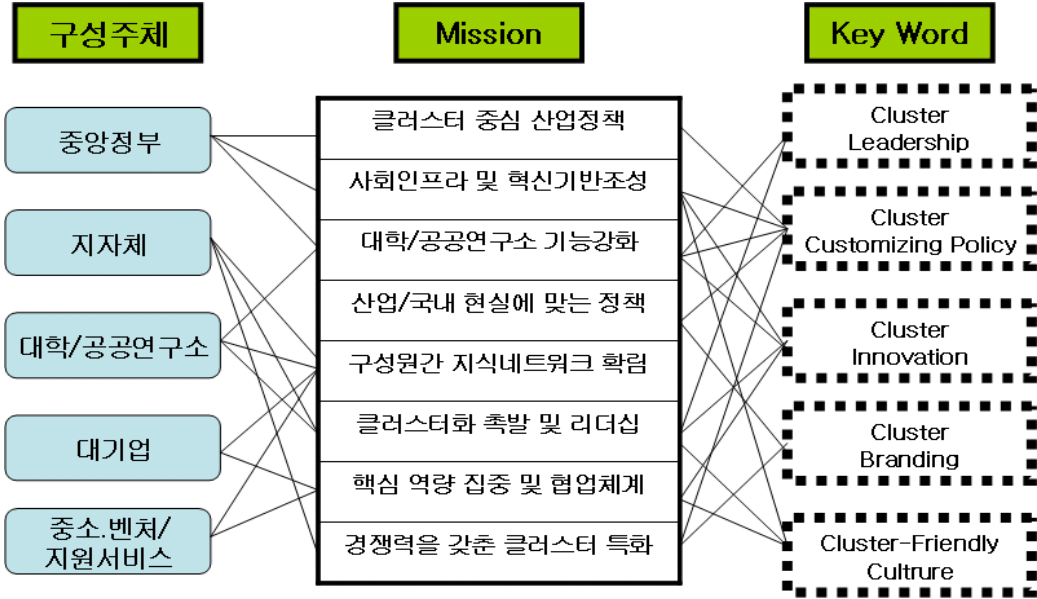 구성주체
Mission
Key Word
중앙정부
지자체
대학/공공연구소
대기업
중소.벤처/
지원서비스
클러스터 중심 산업정책
사회인프라 및 혁신기반조성
대학/공공연구소 기능강화
산업/국내 현실에 맞는 정책
구성원간 지식네트워크 확립
클러스터화 촉발 및 리더십
핵심 역량 집중 및 협업체계
경쟁력을 갖춘 클러스터 특화
Cluster
Leadership
Cluster
Customizing Policy
Cluster
Innovation
Cluster
Branding
Cluster-Friendly
Cultrure